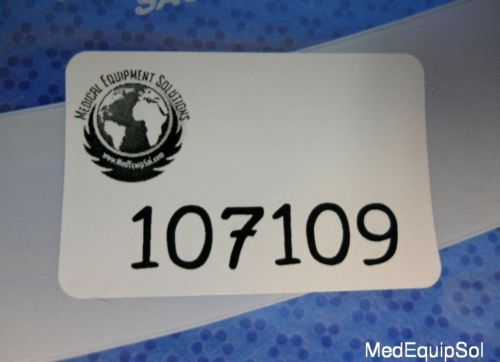 MEDICAL EQUIPMENT SOLUTIONS
www.MedEquipSol.com
107109
MedEquipSol